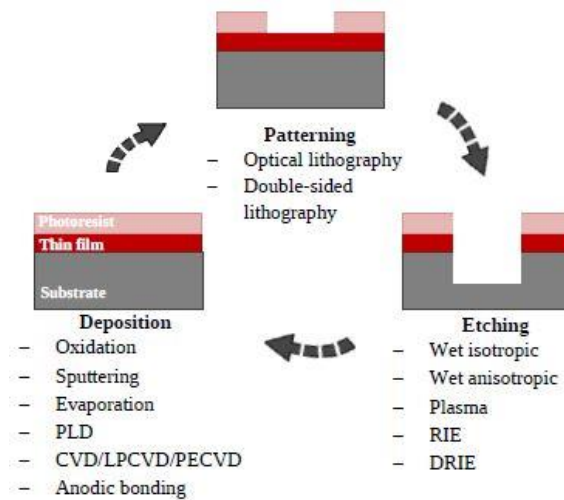 Patterning
– Optical lithography
– Double-sided
lithography
Photoresist
Thin film
Substrate
Deposition
– Oxidation
– Sputtering
– Evaporation
– PLD
– CVD/LPCVD/PECVD
– Anodic bonding
Etching
– Wet isotropic
– Wet anisotropic
– Plasma
– RIE
– DRIE